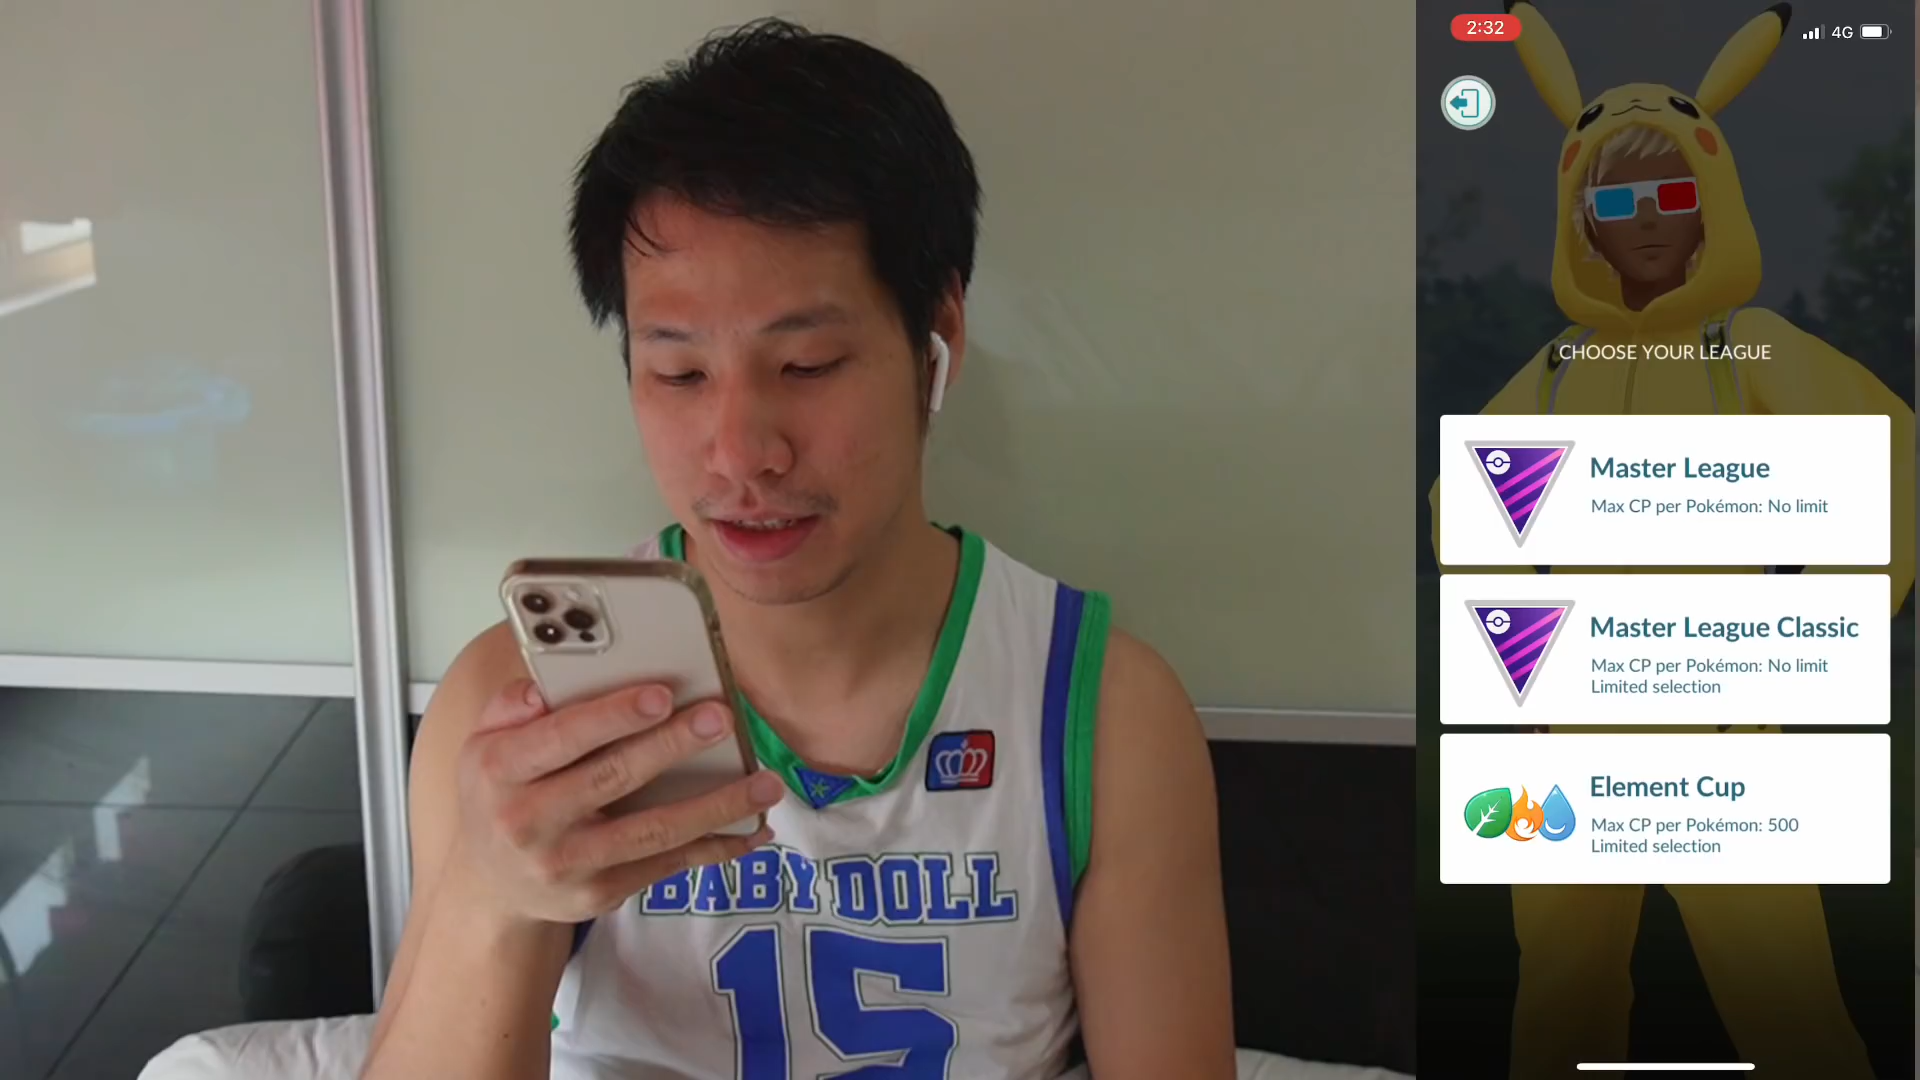 2:32
4G
CHOOSE YOUR LEAGUE
Master League
Max CP per Pokémon: No limit
Master League Classic
Max CP per Pokémon: No limit
Limited selection
Element Cup
Max CP per Pokémon: 500
Limited selection
BABY DOLL
15